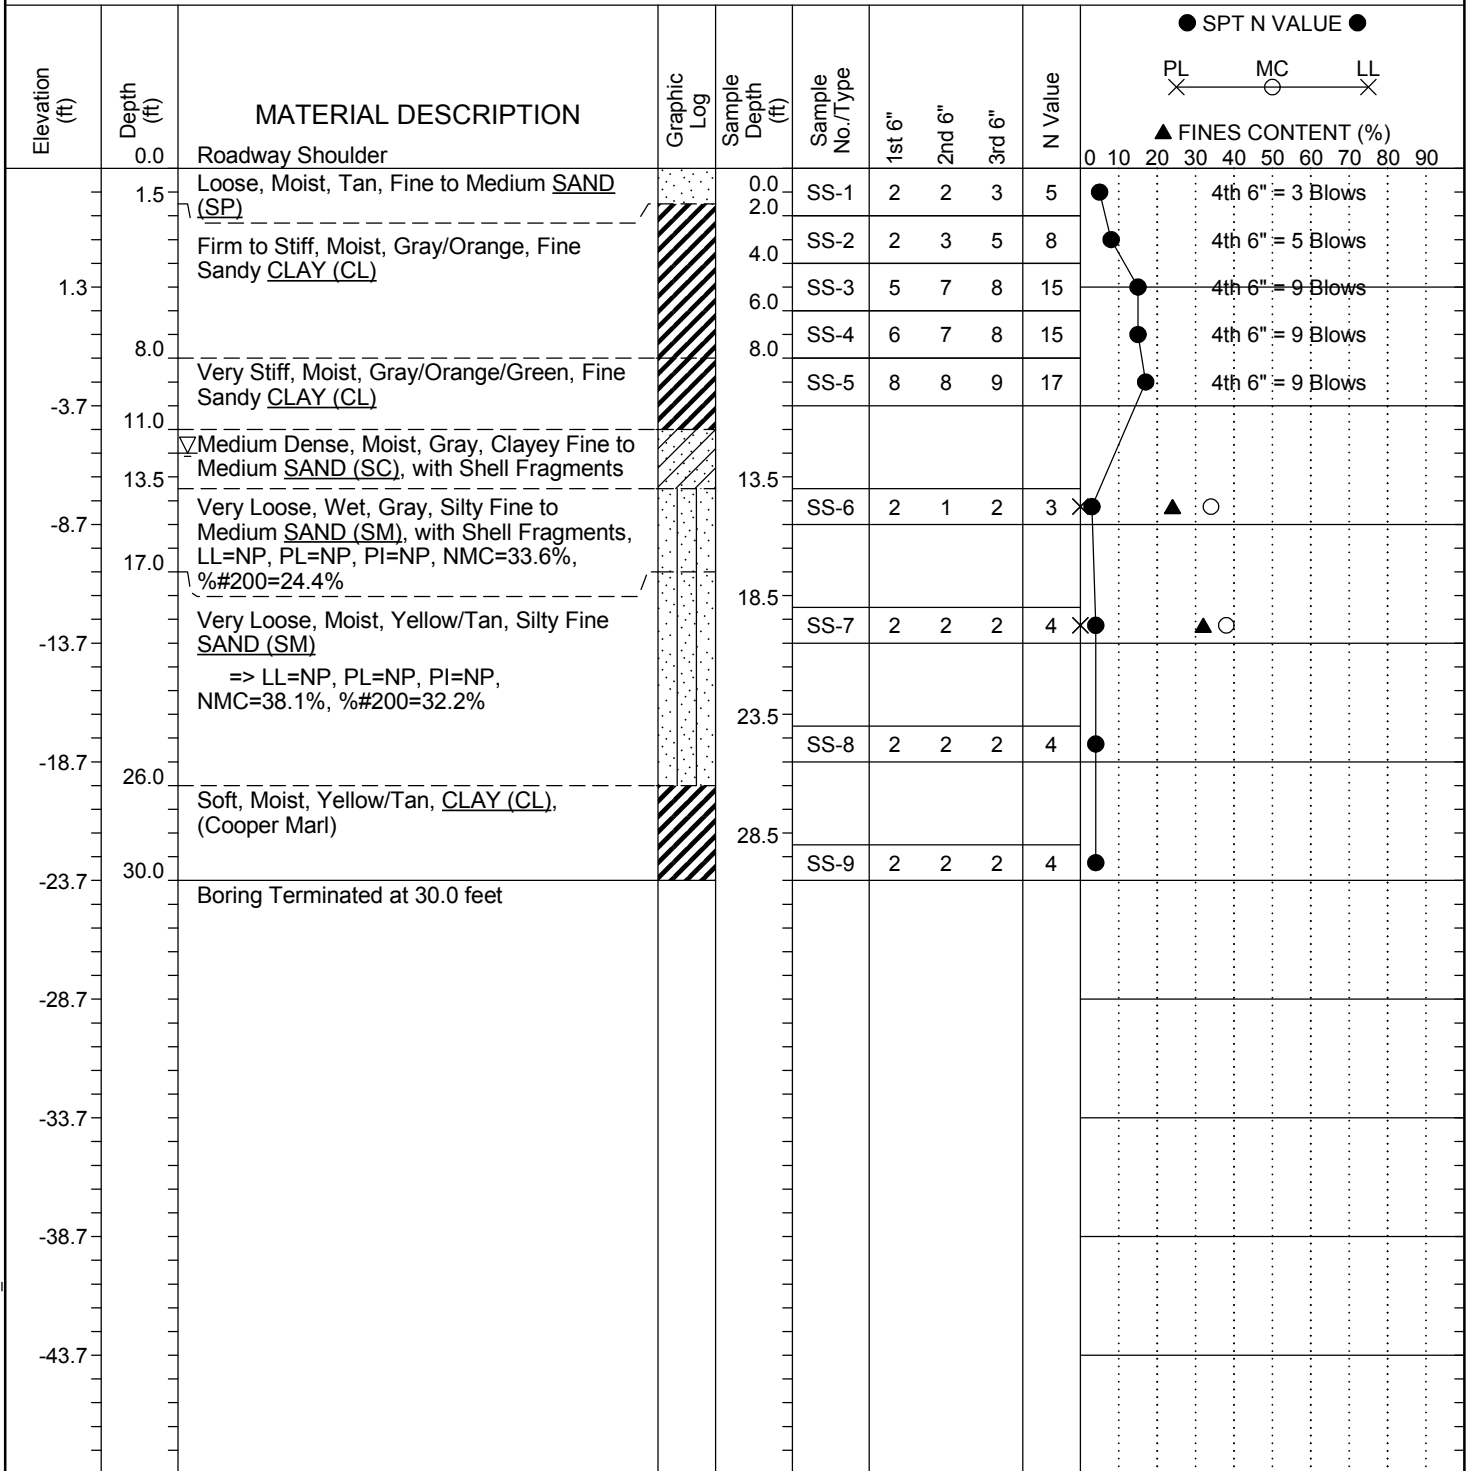 ● SPT N VALUE ●
PL MC LL
▲ FINES CONTENT (%)
0 10 20 30 40 50 60 70 80 90
Elevation
(ft)
Depth
(ft)
MATERIAL DESCRIPTION
Graphic
Log
Sample
Depth
(ft)
Sample
No./Type
1st 6"
2nd 6"
3rd 6"
N Value
0.0 Roadway Shoulder
1.5 Loose, Moist, Tan, Fine to Medium SAND
(SP)
0.0 SS-1 2 2 3 5 4th 6" = 3 Blows
2.0
Firm to Stiff, Moist, Gray/Orange, Fine
Sandy CLAY (CL)
SS-2 2 3 5 8 4th 6" = 5 Blows
4.0
1.3 SS-3 5 7 8 15 4th 6" = 9 Blows
6.0
SS-4 6 7 8 15 4th 6" = 9 Blows
8.0 8.0
Very Stiff, Moist, Gray/Orange/Green, Fine
Sandy CLAY (CL)
SS-5 8 8 9 17 4th 6" = 9 Blows
-3.7
11.0
Medium Dense, Moist, Gray, Clayey Fine to
Medium SAND (SC), with Shell Fragments
13.5 13.5
Very Loose, Wet, Gray, Silty Fine to
Medium SAND (SM), with Shell Fragments,
LL=NP, PL=NP, PI=NP, NMC=33.6%,
%#200=24.4%
SS-6 2 1 2 3
-8.7
17.0
18.5
Very Loose, Moist, Yellow/Tan, Silty Fine
SAND (SM)
SS-7 2 2 2 4
-13.7
=> LL=NP, PL=NP, PI=NP,
NMC=38.1%, %#200=32.2%
23.5
SS-8 2 2 2 4
-18.7
26.0
Soft, Moist, Yellow/Tan, CLAY (CL),
(Cooper Marl)
28.5
SS-9 2 2 2 4
30.0
-23.7
Boring Terminated at 30.0 feet
-28.7
-33.7
-38.7
-43.7